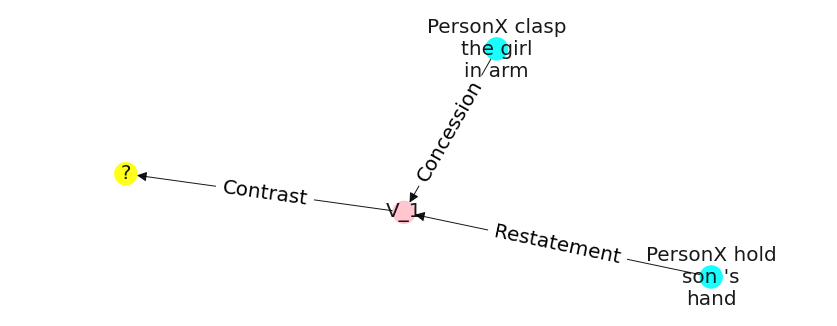 PersonX clasp
the girl
in arm
Concession
?
Contrast
V_1
Restatement
PersonX hold
son 's
hand